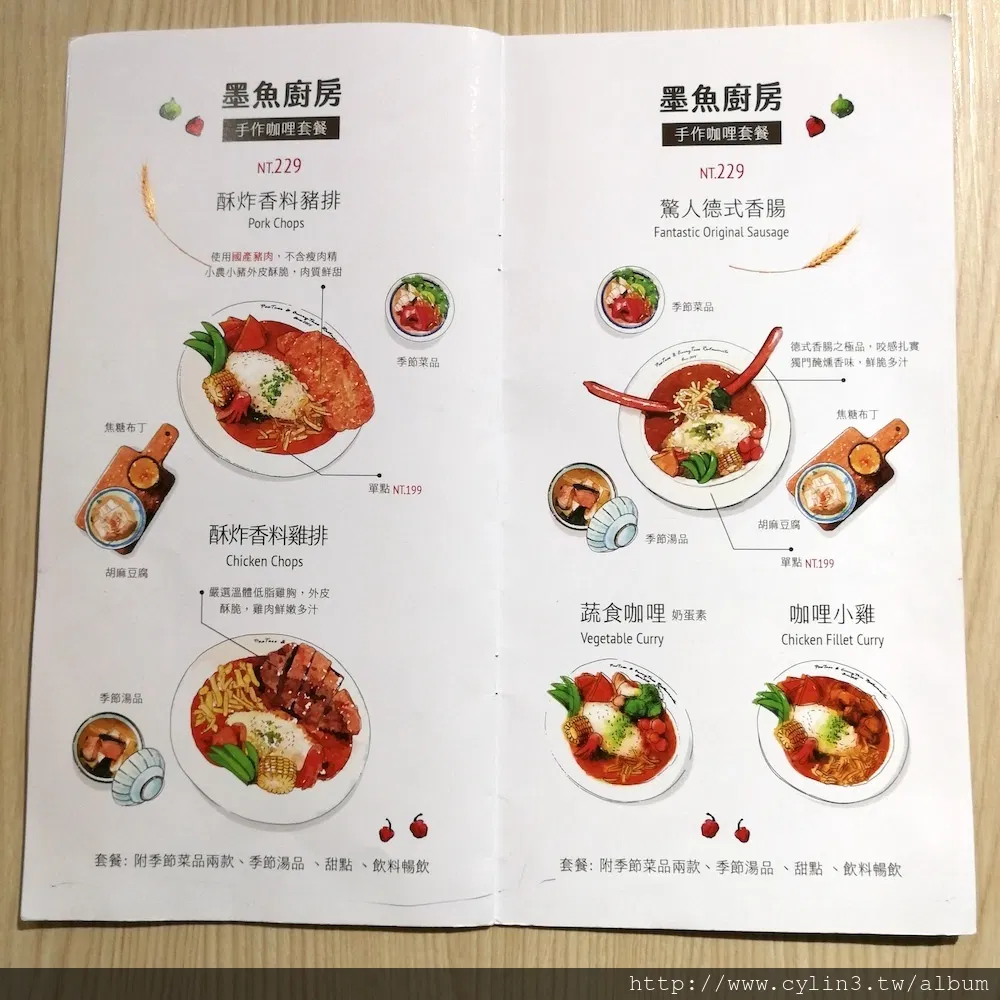 墨魚廚房
手作咖哩套餐
NT.229
酥炸香料豬排
Pork Chops
使用國產豬肉，不含瘦肉精
小農小豬外皮酥脆，肉質鮮甜
季節菜品
焦糖布丁
單點 NT.199
胡麻豆腐
酥炸香料雞排
Chicken Chops
嚴選溫體低脂雞胸，外皮
酥脆，雞肉鮮嫩多汁
季節湯品
套餐: 附季節菜品兩款、季節湯品 、甜點 、飲料暢飲
墨魚廚房
手作咖哩套餐
NT.229
驚人德式香腸
Fantastic Original Sausage
季節菜品
德式香腸之極品，咬感扎實
獨門醃燻香味，鮮脆多汁
焦糖布丁
胡麻豆腐
季節湯品
單點 NT.199
蔬食咖哩 奶蛋素
Vegetable Curry
咖哩小雞
Chicken Fillet Curry
套餐: 附季節菜品兩款、季節湯品 、甜點 、飲料暢飲
http://www.cylin3.tw/album